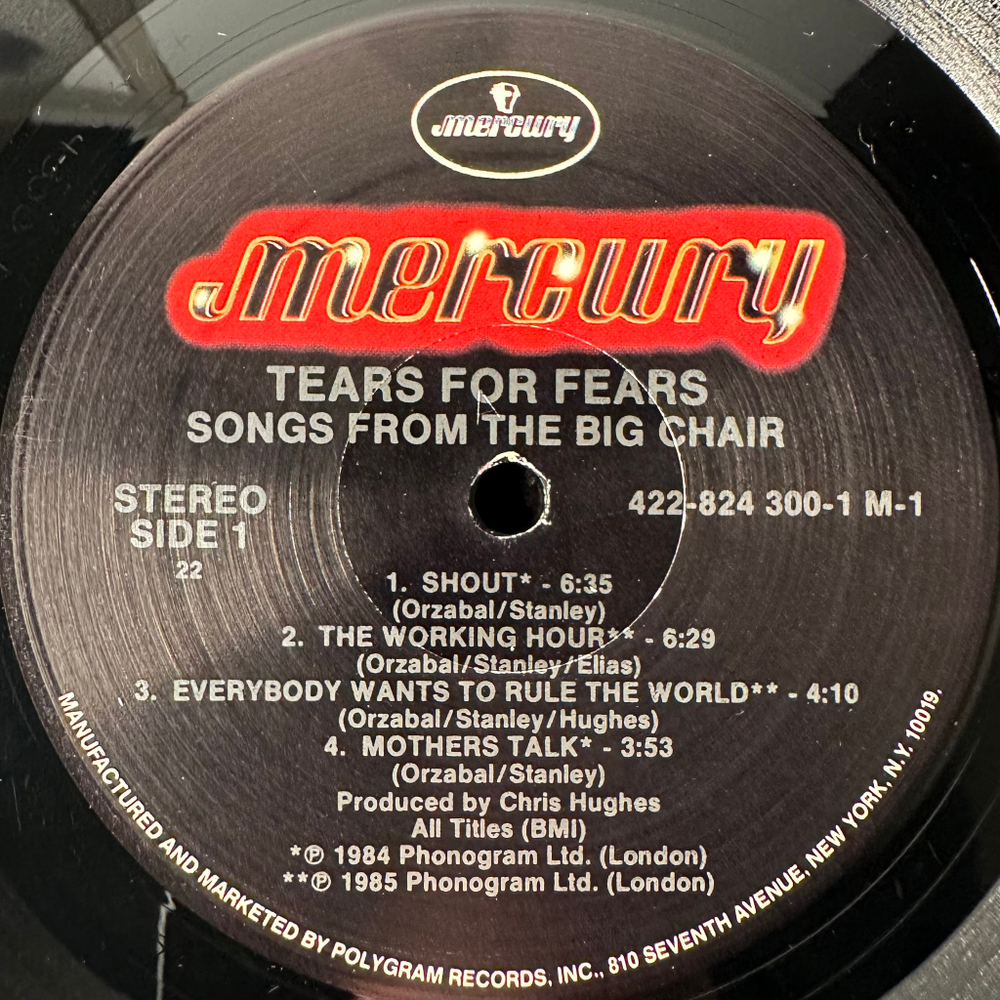 mercury
mercury
TEARS FOR FEARS
SONGS FROM THE BIG CHAIR
STEREO
SIDE 1
22
422-824 300-1 M-1
1. SHOUT* - 6:35
(Orzabal/Stanley)
2. THE WORKING HOUR** - 6:29
(Orzabal/Stanley/Elias)
3. EVERYBODY WANTS TO RULE THE WORLD** - 4:10
(Orzabal/Stanley/Hughes)
4. MOTHERS TALK* - 3:53
(Orzabal/Stanley)
Produced by Chris Hughes
All Titles (BMI)
*℗ 1984 Phonogram Ltd. (London)
**℗ 1985 Phonogram Ltd. (London)
MANUFACTURED AND MARKETED BY POLYGRAM RECORDS, INC., 810 SEVENTH AVENUE, NEW YORK, N.Y. 10019.